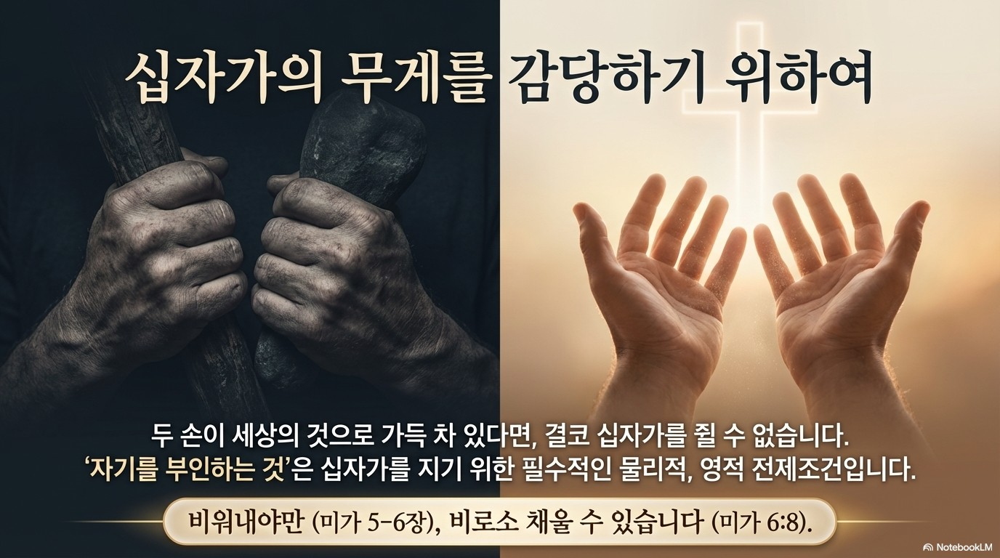 십자가의 무게를 감당하기 위하여
두 손이 세상의 것으로 가득 차 있다면, 결코 십자가를 쥘 수 없습니다.
‘자기를 부인하는 것’은 십자가를 지기 위한 필수적인 물리적, 영적 전제조건입니다.
비워내야만 (미가 5-6장), 비로소 채울 수 있습니다 (미가 6:8).
NotebookLM